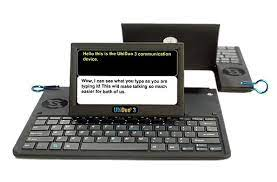 Hello this is the UbiDuo 3 communication
device.
Wow, I can see what you type as you are
typing it! This will make talking so much
easier for both of us.
UbiDuo 3